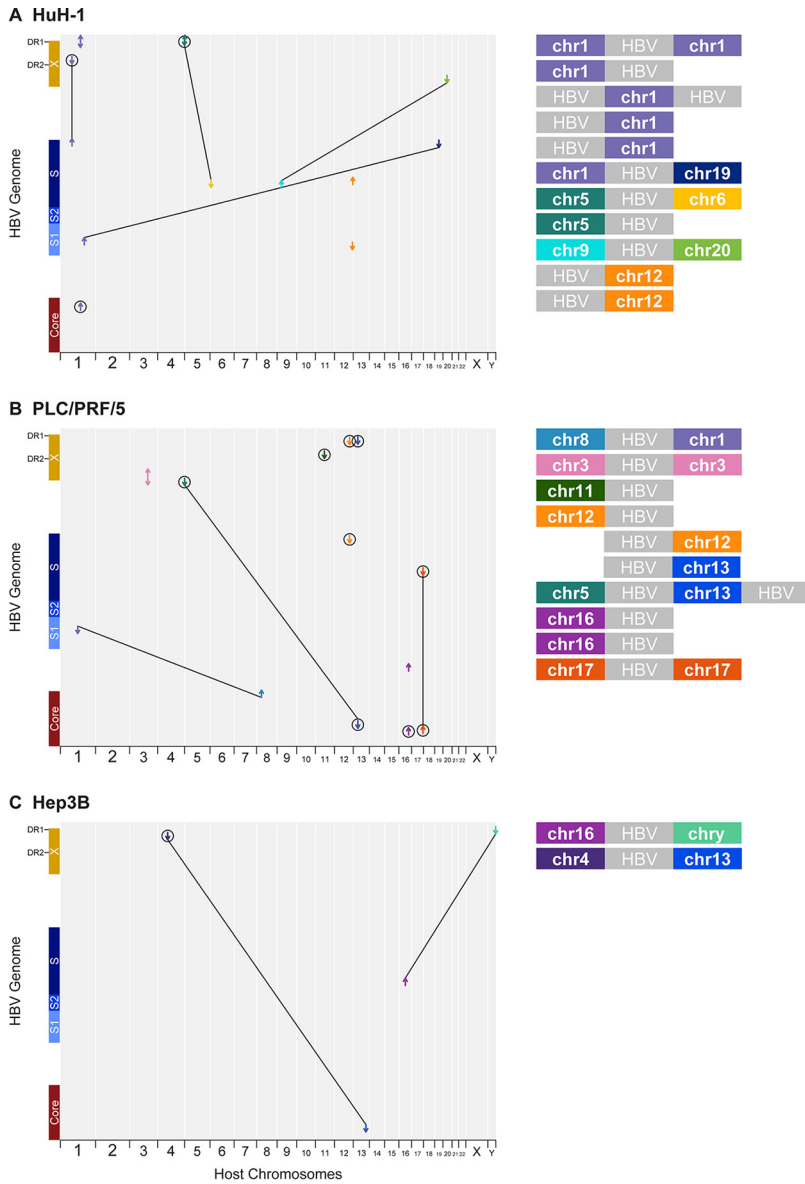 A HuH-1
DR1
DR2
X
S
S2
S1
Core
HBV Genome
1 2 3 4 5 6 7 8 9 10 11 12 13 14 15 16 17 18 19 20 21 22 X Y
chr1 HBV chr1
chr1 HBV
HBV chr1 HBV
HBV chr1
HBV chr1
chr1 HBV chr19
chr5 HBV chr6
chr5 HBV
chr9 HBV chr20
HBV chr12
HBV chr12
B PLC/PRF/5
DR1
DR2
X
S
S2
S1
Core
HBV Genome
1 2 3 4 5 6 7 8 9 10 11 12 13 14 15 16 17 18 19 20 21 22 X Y
chr8 HBV chr1
chr3 HBV chr3
chr11 HBV
chr12 HBV
HBV chr12
HBV chr13
chr5 HBV chr13 HBV
chr16 HBV
chr16 HBV
chr17 HBV chr17
C Hep3B
DR1
DR2
X
S
S2
S1
Core
HBV Genome
1 2 3 4 5 6 7 8 9 10 11 12 13 14 15 16 17 18 19 20 21 22 X Y
Host Chromosomes
chr16 HBV chry
chr4 HBV chr13